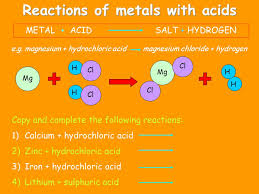 Reactions of metals with acids
METAL + ACID SALT + HYDROGEN
e.g. magnesium + hydrochloric acid magnesium chloride + hydrogen
Mg
H
Cl
H
Cl
Cl
Mg
Cl
H
H
Copy and complete the following reactions:
1) Calcium + hydrochloric acid
2) Zinc + hydrochloric acid
3) Iron + hydrochloric acid
4) Lithium + sulphuric acid